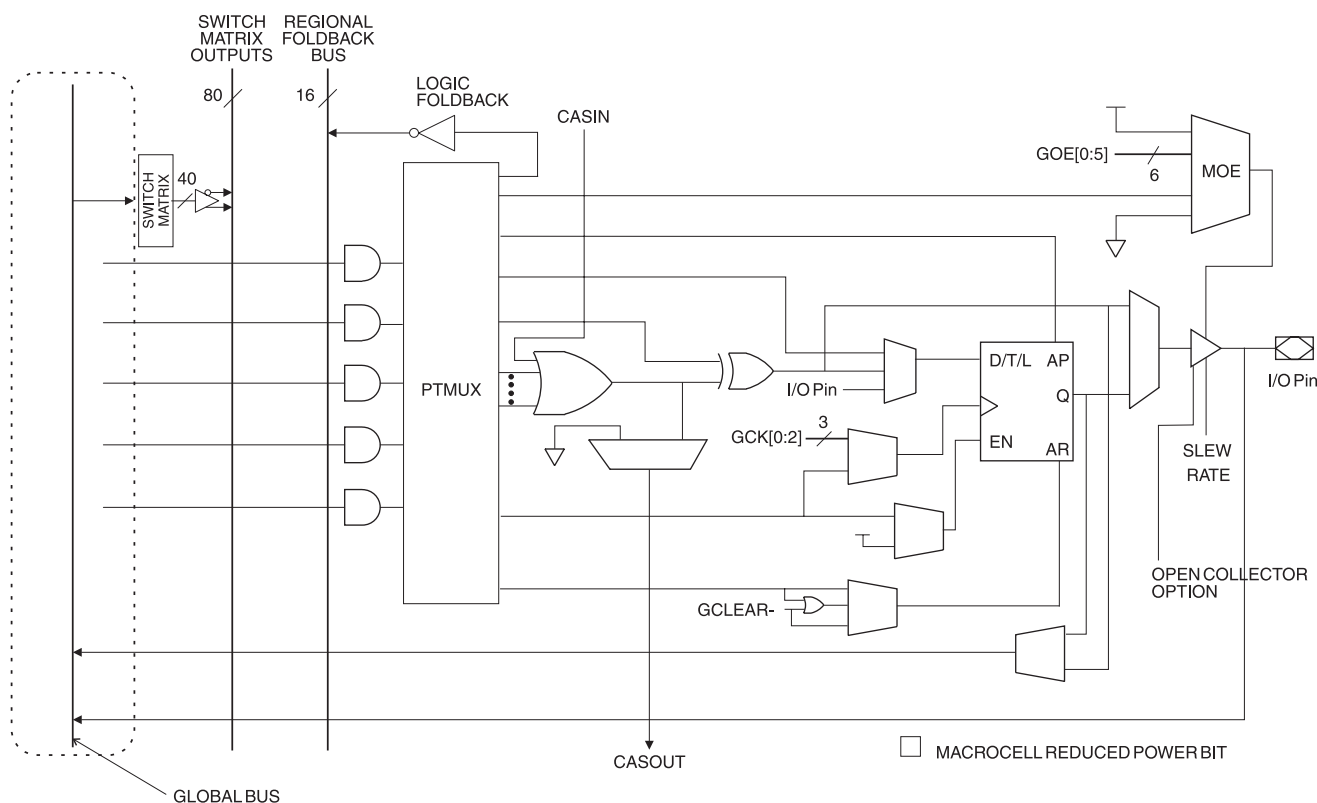 SWITCH
MATRIX
OUTPUTS
REGIONAL
FOLDBACK
BUS
80
16
LOGIC
FOLDBACK
CASIN
GOE[0:5]
6
MOE
SWITCH
MATRIX
40
PTMUX
D/T/L
AP
Q
EN
AR
I/O Pin
I/O Pin
GCK[0:2]
3
SLEW
RATE
OPEN COLLECTOR
OPTION
GCLEAR-
CASOUT
MACROCELL REDUCED POWER BIT
GLOBAL BUS